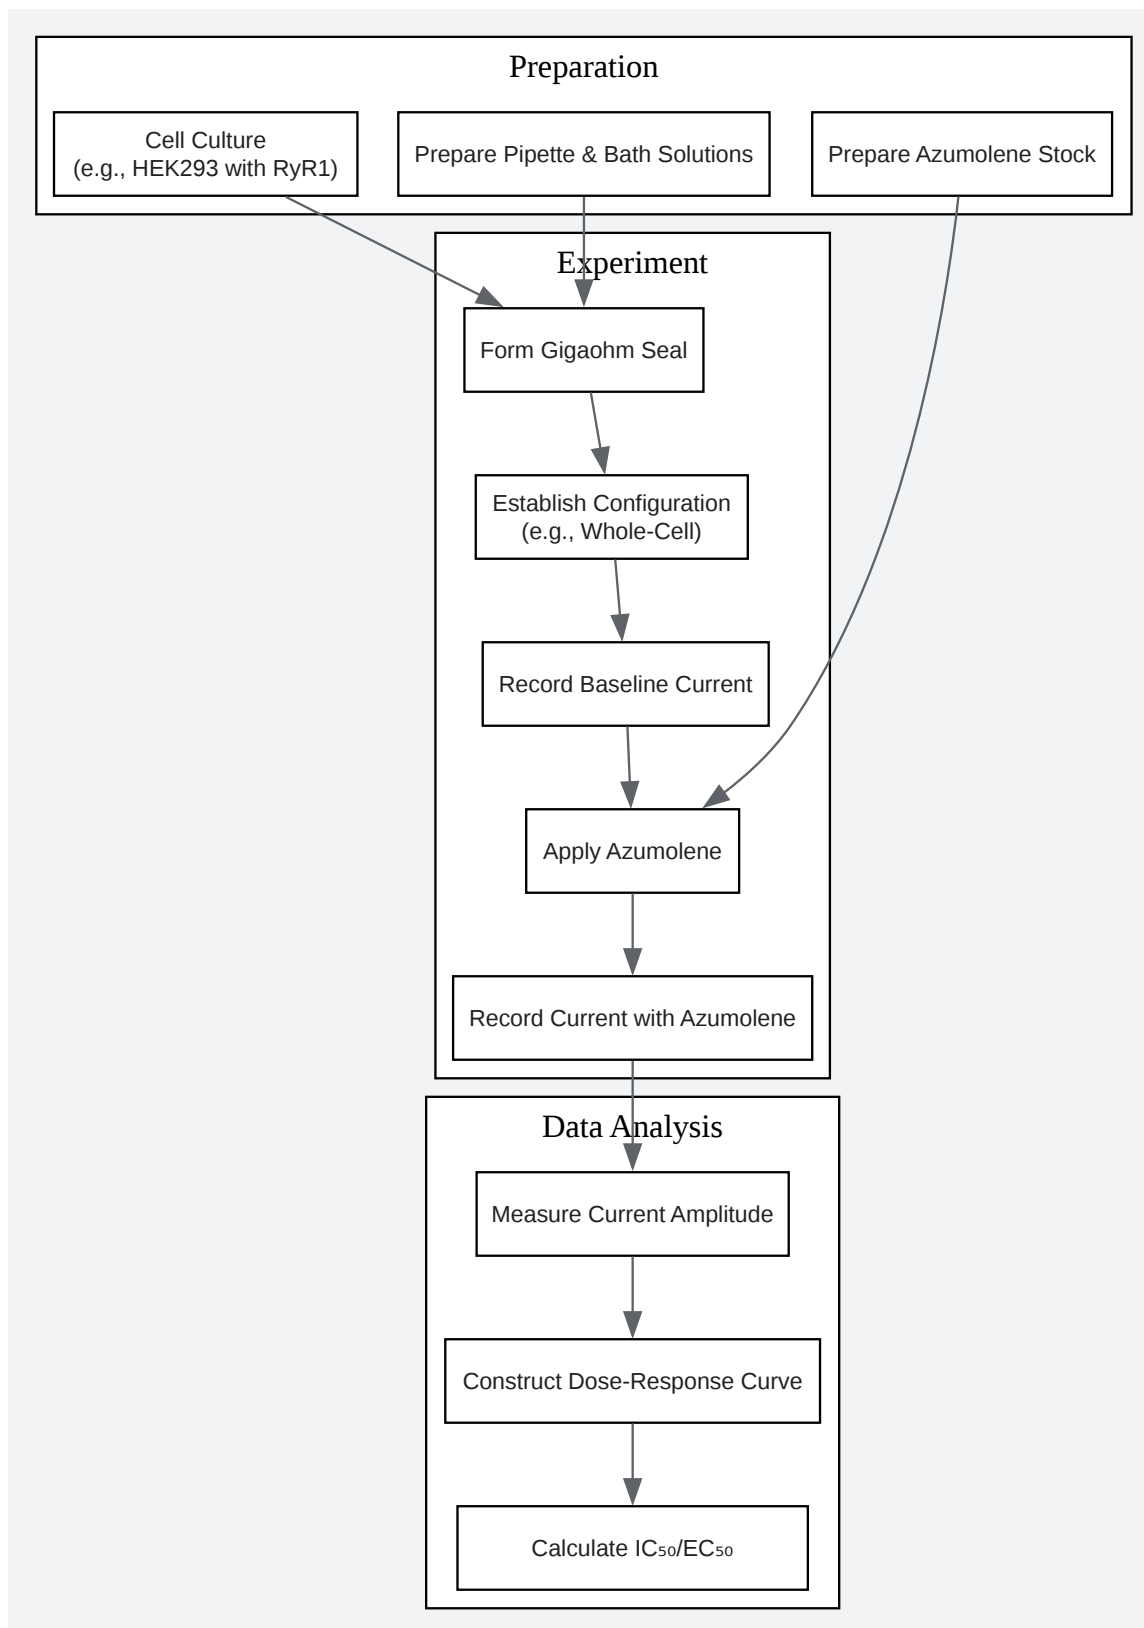 Preparation
Cell Culture
(e.g., HEK293 with RyR1)
Prepare Pipette & Bath Solutions
Prepare Azumolene Stock
Experiment
Form Gigaohm Seal
Establish Configuration
(e.g., Whole-Cell)
Record Baseline Current
Apply Azumolene
Record Current with Azumolene
Data Analysis
Measure Current Amplitude
Construct Dose-Response Curve
Calculate IC₅₀/EC₅₀